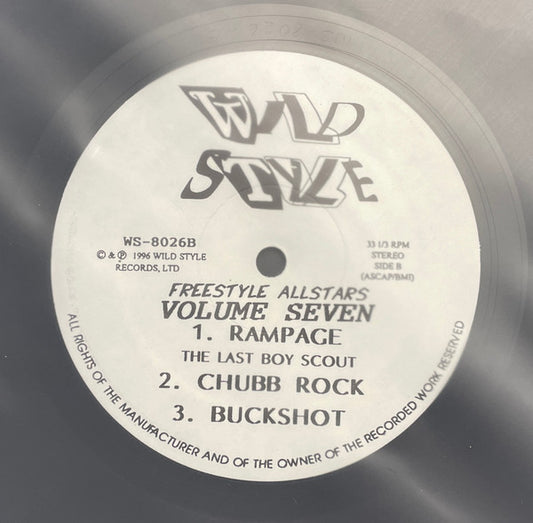 WILD
STYLE
WS-8026B
© & ℗ 1996 WILD STYLE
RECORDS, LTD
33 1/3 RPM
STEREO
SIDE B
(ASCAP/BMI)
FREESTYLE ALLSTARS
VOLUME SEVEN
1. RAMPAGE
THE LAST BOY SCOUT
2. CHUBB ROCK
3. BUCKSHOT
ALL RIGHTS OF THE MANUFACTURER AND OF THE OWNER OF THE RECORDED WORK RESERVED